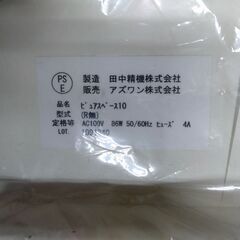 PS
E
製造 田中精機株式会社
販売 アズワン株式会社
品名 ピュアスペース10
型式 (R無)
定格等 AC100V 86W 50/60Hz ヒューズ 4A
LOT.